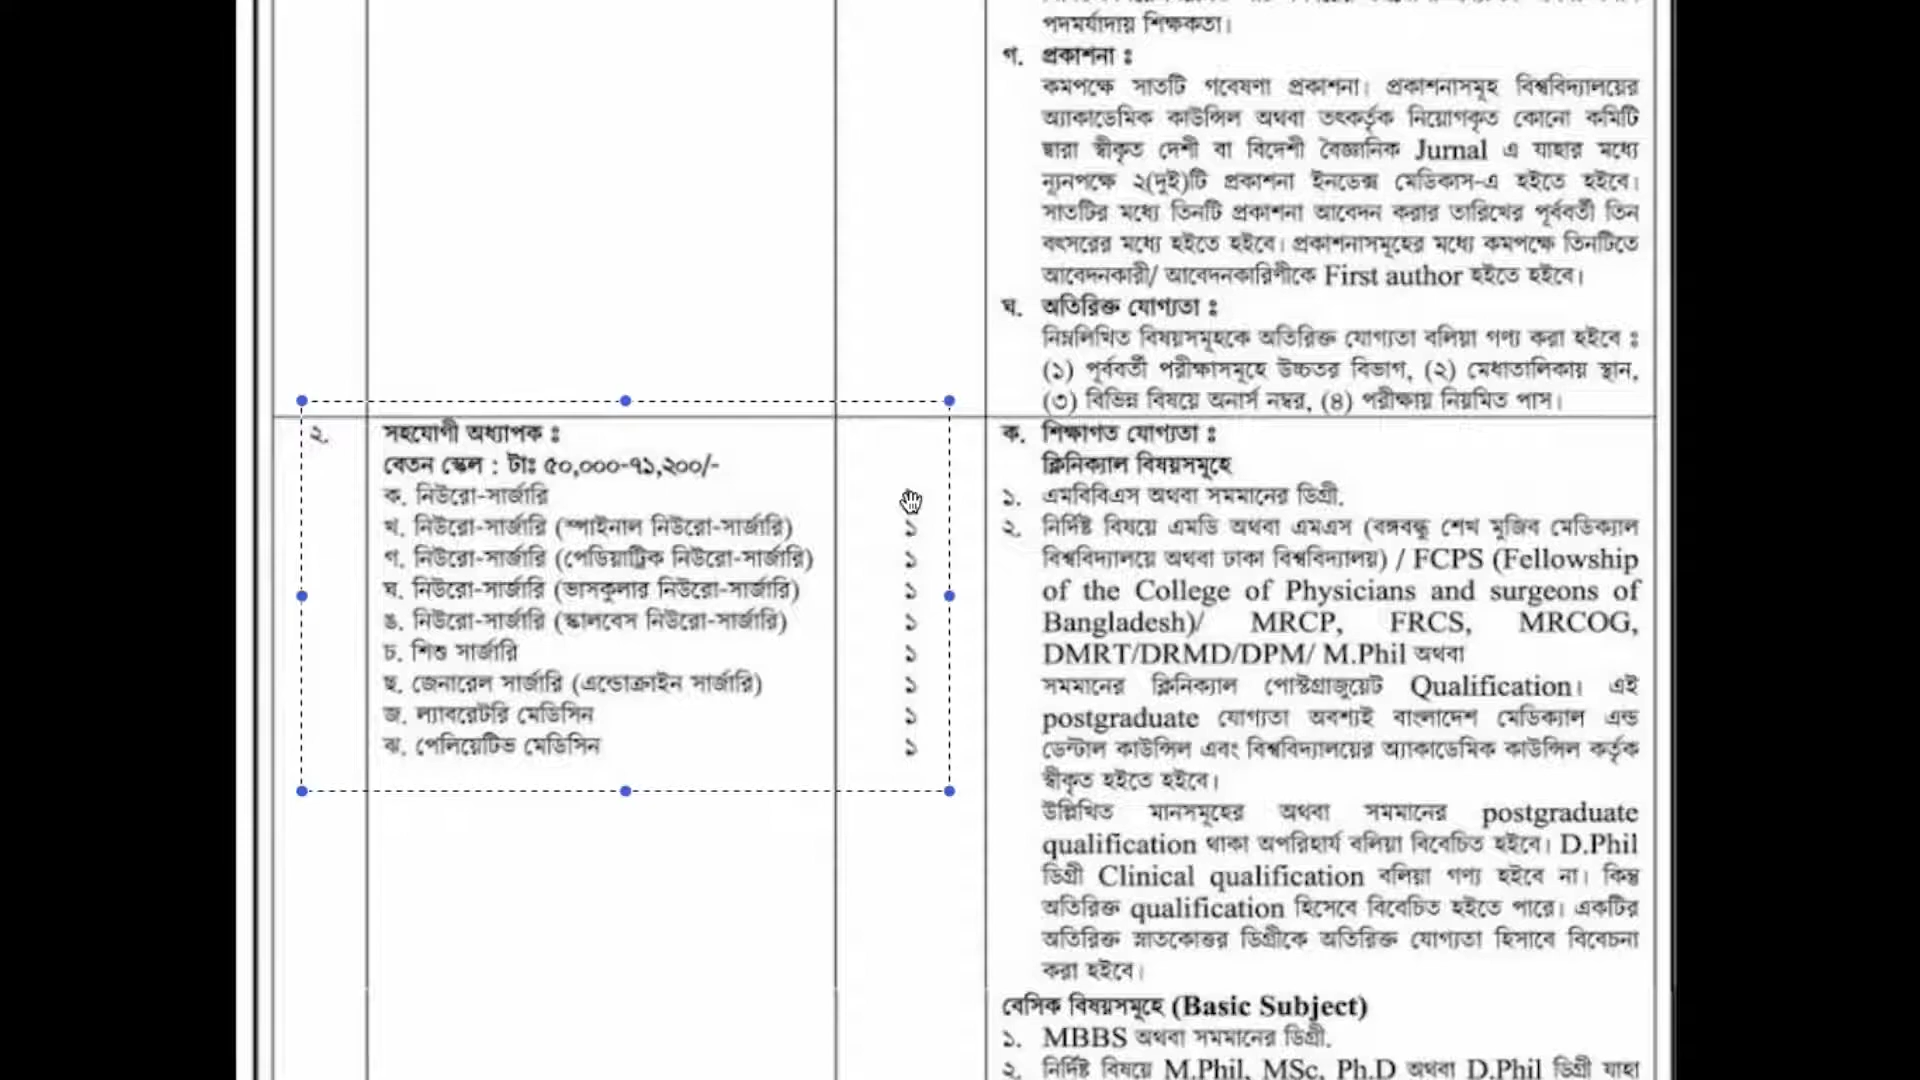 পদমর্যাদায় শিক্ষকতা।
গ. প্রকাশনা ঃ
কমপক্ষে সাতটি গবেষণা প্রকাশনা। প্রকাশনাসমূহ বিশ্ববিদ্যালয়ের
অ্যাকাডেমিক কাউন্সিল অথবা তৎকর্তৃক নিয়োগকৃত কোনো কমিটি
দ্বারা স্বীকৃত দেশী বা বিদেশী বৈজ্ঞানিক Jurnal এ যাহার মধ্যে
ন্যূনপক্ষে ২(দুই)টি প্রকাশনা ইনডেক্স মেডিকাস-এ হইতে হইবে।
সাতটির মধ্যে তিনটি প্রকাশনা আবেদন করার তারিখের পূর্ববর্তী তিন
বৎসরের মধ্যে হইতে হইবে। প্রকাশনাসমূহের মধ্যে কমপক্ষে তিনটিতে
আবেদনকারী/ আবেদনকারিণীকে First author হইতে হইবে।
ঘ. অতিরিক্ত যোগ্যতা ঃ
নিম্নলিখিত বিষয়সমূহকে অতিরিক্ত যোগ্যতা বলিয়া গণ্য করা হইবে ঃ
(১) পূর্ববর্তী পরীক্ষাসমূহে উচ্চতর বিভাগ, (২) মেধাতালিকায় স্থান,
(৩) বিভিন্ন বিষয়ে অনার্স নম্বর, (৪) পরীক্ষায় নিয়মিত পাস।
২. সহযোগী অধ্যাপক ঃ
বেতন স্কেল : টাঃ ৫০,০০০-৭১,২০০/-
ক. নিউরো-সার্জারি
খ. নিউরো-সার্জারি (স্পাইনাল নিউরো-সার্জারি) ১
গ. নিউরো-সার্জারি (পেডিয়াট্রিক নিউরো-সার্জারি) ১
ঘ. নিউরো-সার্জারি (ভাসকুলার নিউরো-সার্জারি) ১
ঙ. নিউরো-সার্জারি (স্কালবেস নিউরো-সার্জারি) ১
চ. শিশু সার্জারি ১
ছ. জেনারেল সার্জারি (এন্ডোক্রাইন সার্জারি) ১
জ. ল্যাবরেটরি মেডিসিন ১
ঝ. পেলিয়েটিভ মেডিসিন ১
ক. শিক্ষাগত যোগ্যতা ঃ
ক্লিনিক্যাল বিষয়সমূহে
১. এমবিবিএস অথবা সমমানের ডিগ্রী.
২. নির্দিষ্ট বিষয়ে এমডি অথবা এমএস (বঙ্গবন্ধু শেখ মুজিব মেডিক্যাল
বিশ্ববিদ্যালয়ে অথবা ঢাকা বিশ্ববিদ্যালয়) / FCPS (Fellowship
of the College of Physicians and surgeons of
Bangladesh)/ MRCP, FRCS, MRCOG,
DMRT/DRMD/DPM/ M.Phil অথবা
সমমানের ক্লিনিক্যাল পোস্টগ্রাজুয়েট Qualification। এই
postgraduate যোগ্যতা অবশ্যই বাংলাদেশ মেডিক্যাল এন্ড
ডেন্টাল কাউন্সিল এবং বিশ্ববিদ্যালয়ের অ্যাকাডেমিক কাউন্সিল কর্তৃক
স্বীকৃত হইতে হইবে।
উল্লিখিত মানসমূহের অথবা সমমানের postgraduate
qualification থাকা অপরিহার্য বলিয়া বিবেচিত হইবে। D.Phil
ডিগ্রী Clinical qualification বলিয়া গণ্য হইবে না। কিন্তু
অতিরিক্ত qualification হিসেবে বিবেচিত হইতে পারে। একটির
অতিরিক্ত স্নাতকোত্তর ডিগ্রীকে অতিরিক্ত যোগ্যতা হিসাবে বিবেচনা
করা হইবে।
বেসিক বিষয়সমূহে (Basic Subject)
১. MBBS অথবা সমমানের ডিগ্রী.
২. নির্দিষ্ট বিষয়ে M.Phil, MSc, Ph.D অথবা D.Phil ডিগ্রী যাহা